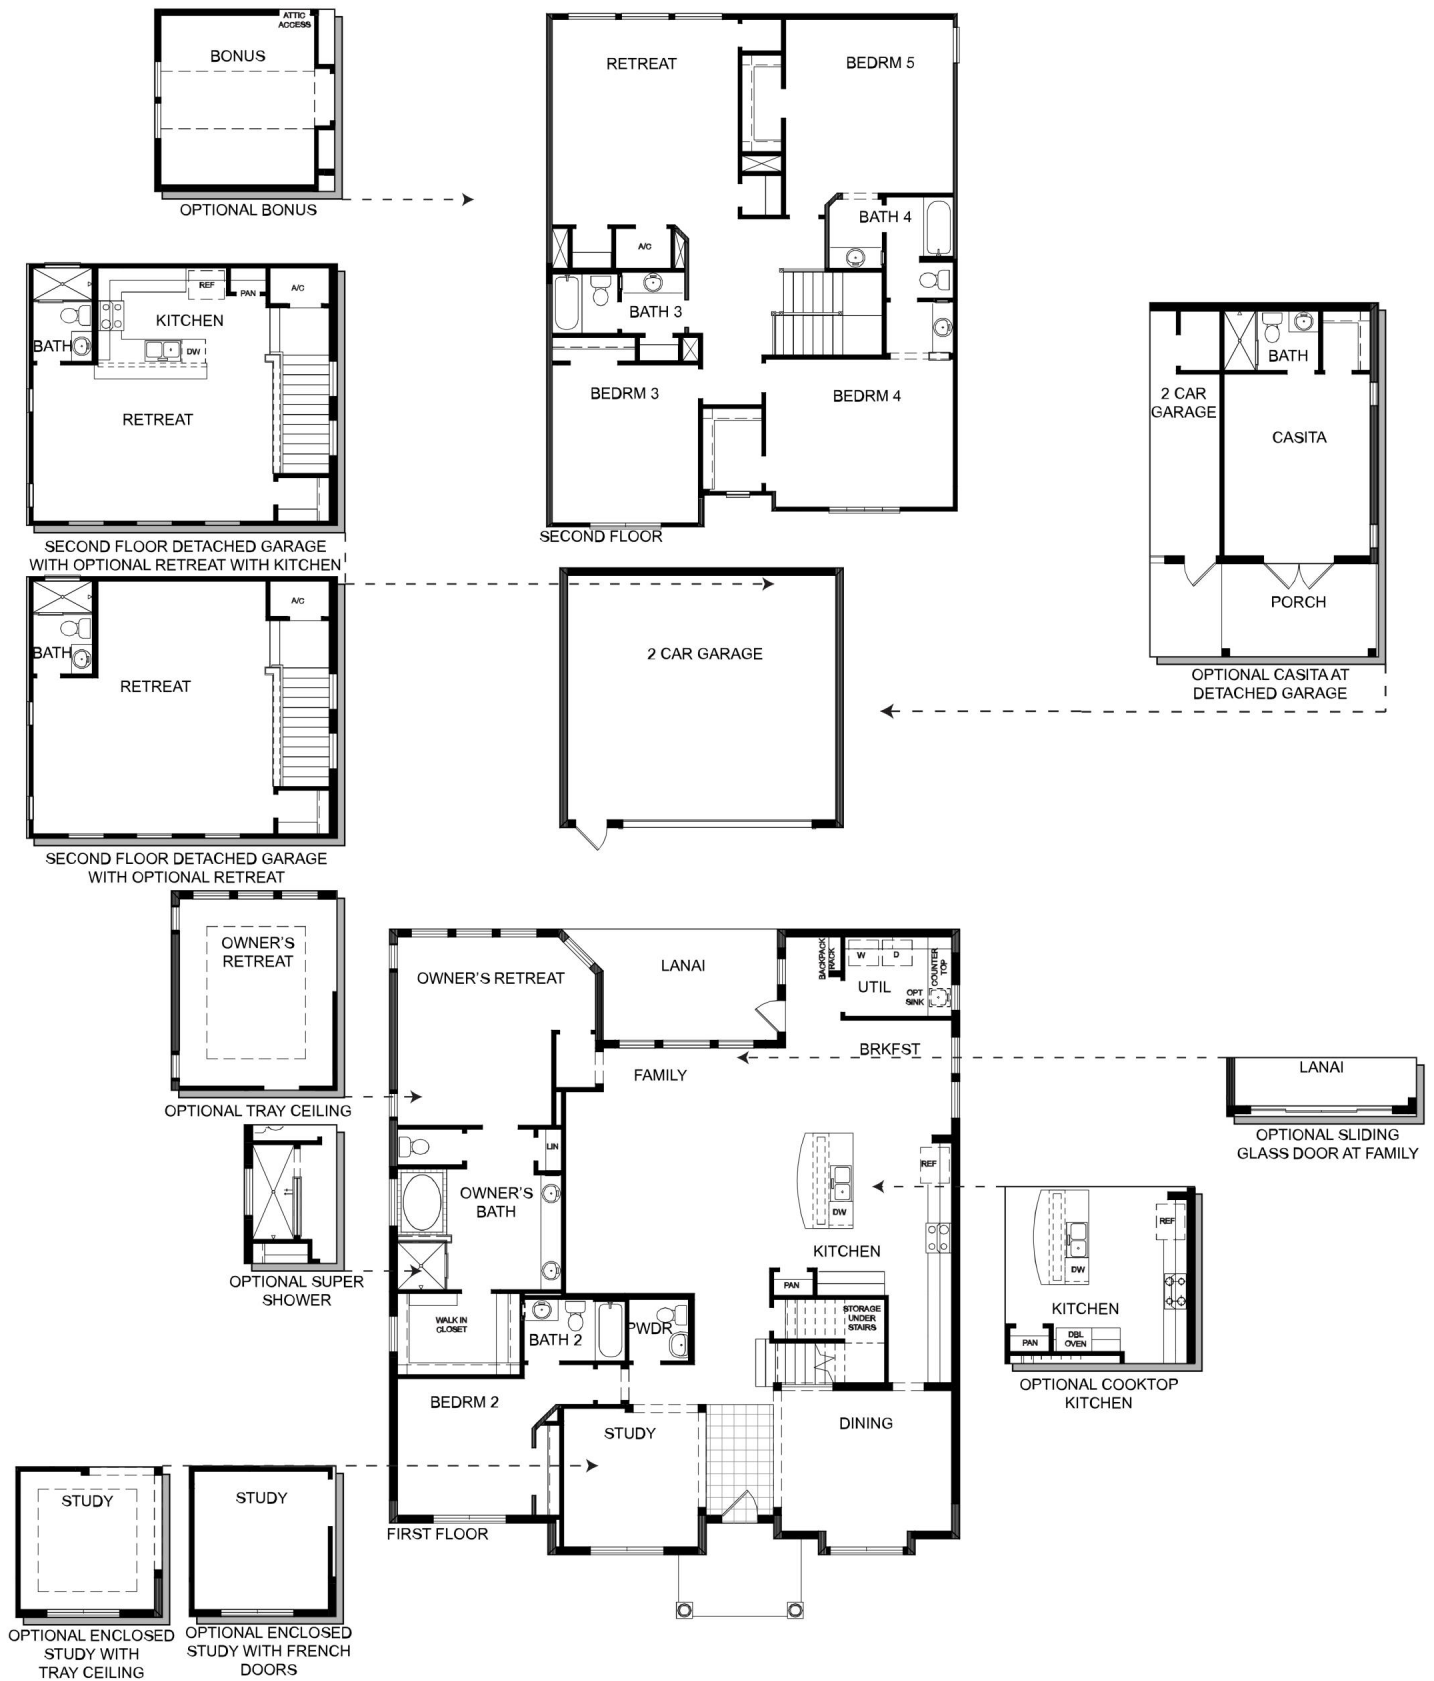 ATTIC
ACCESS
BONUS
OPTIONAL BONUS
RETREAT
BEDRM 5
BATH 4
A/C
BATH 3
BEDRM 3
BEDRM 4
SECOND FLOOR
REF
PAN
A/C
KITCHEN
BATH
DW
RETREAT
SECOND FLOOR DETACHED GARAGE
WITH OPTIONAL RETREAT WITH KITCHEN
BATH
2 CAR
GARAGE
CASITA
PORCH
OPTIONAL CASITA AT
DETACHED GARAGE
A/C
BATH
RETREAT
SECOND FLOOR DETACHED GARAGE
WITH OPTIONAL RETREAT
2 CAR GARAGE
OWNER'S
RETREAT
OPTIONAL TRAY CEILING
OPTIONAL SUPER
SHOWER
OWNER'S RETREAT
LANAI
BACKPACK
RACK
W
D
COUNTER
TOP
UTIL
OPT
SINK
BRKFST
FAMILY
LIN
REF
OWNER'S
BATH
DW
KITCHEN
PAN
WALK IN
CLOSET
STORAGE
UNDER
STAIRS
BATH 2
PWDR
BEDRM 2
STUDY
DINING
FIRST FLOOR
LANAI
OPTIONAL SLIDING
GLASS DOOR AT FAMILY
REF
DW
KITCHEN
PAN
DBL
OVEN
OPTIONAL COOKTOP
KITCHEN
STUDY
OPTIONAL ENCLOSED
STUDY WITH
TRAY CEILING
STUDY
OPTIONAL ENCLOSED
STUDY WITH FRENCH
DOORS